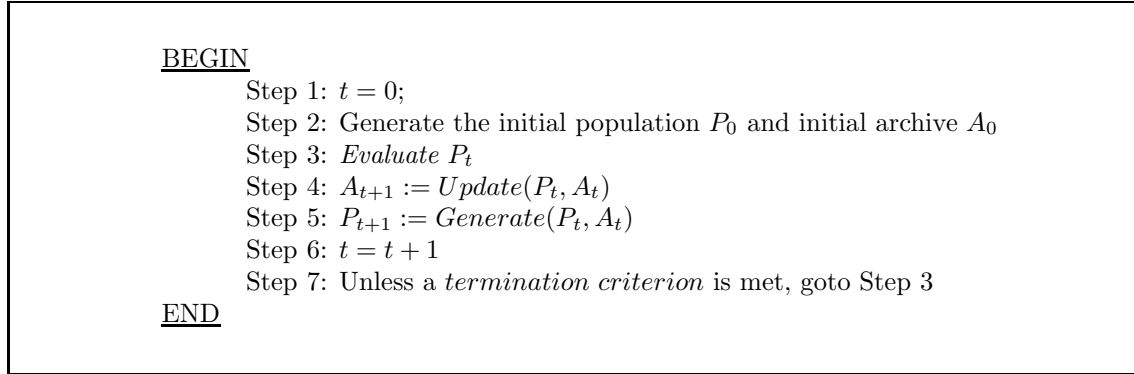 BEGIN
Step 1: t = 0;
Step 2: Generate the initial population P₀ and initial archive A₀
Step 3: Evaluate Pₜ
Step 4: Aₜ₊₁ := Update(Pₜ, Aₜ)
Step 5: Pₜ₊₁ := Generate(Pₜ, Aₜ)
Step 6: t = t + 1
Step 7: Unless a termination criterion is met, goto Step 3
END